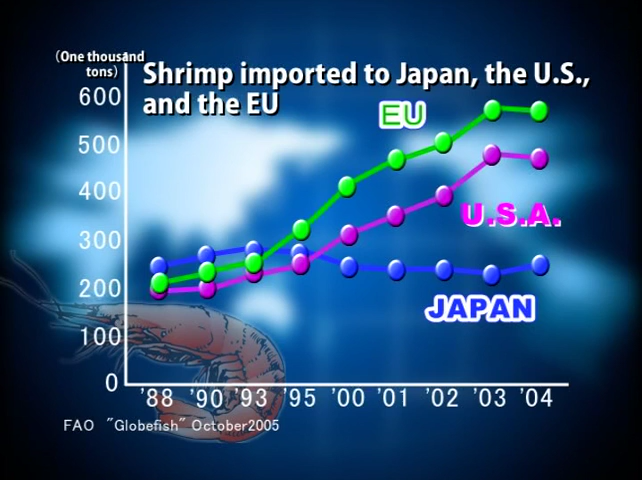 (One thousand
tons)
Shrimp imported to Japan, the U.S.,
and the EU
600
500
400
300
200
100
0
EU
U.S.A.
JAPAN
'88 '90 '93 '95 '00 '01 '02 '03 '04
FAO "Globefish" October2005